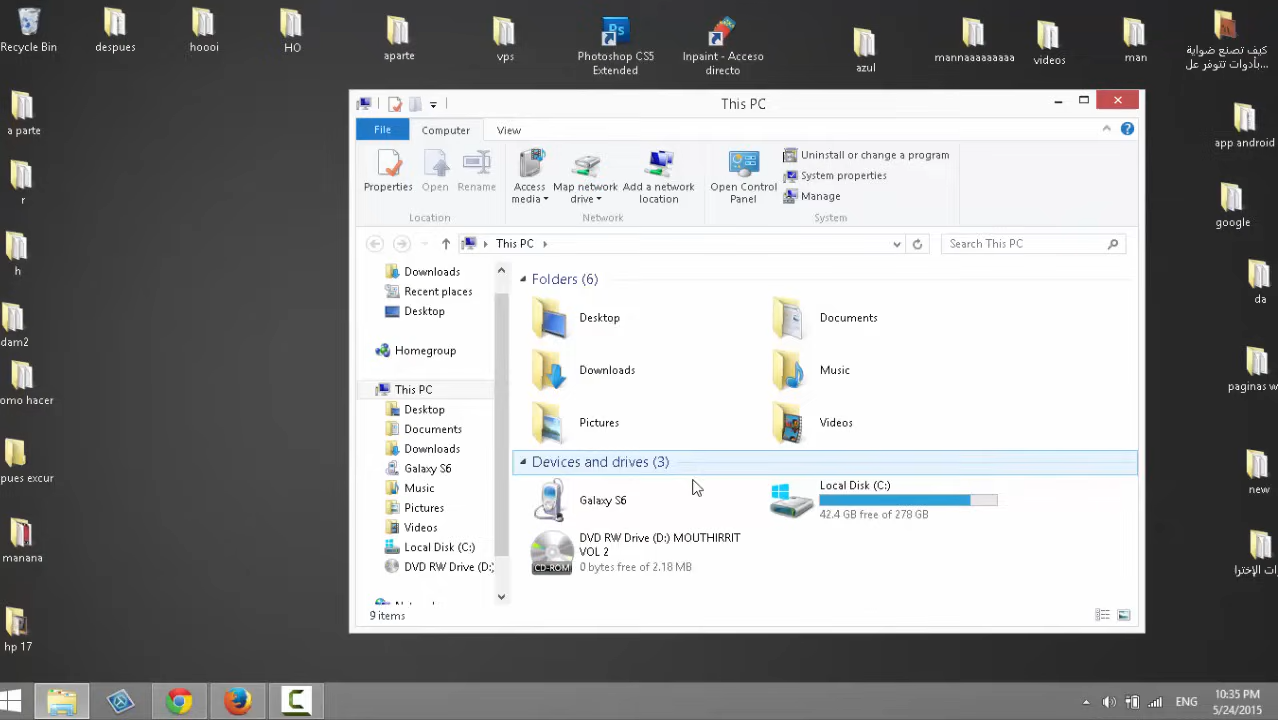 Recycle Bin
despues
hoooi
HO
aparte
vps
Photoshop CS5
Extended
Inpaint - Acceso
directo
azul
mannaaaaaaaa
videos
man
كيف تصنع ضواية
بأدوات تتوفر عل...
a parte
r
h
dam2
omo hacer
pues excur
manana
hp 17
app android
google
da
paginas w
new
ات الإخترا
This PC
File
Computer
View
Properties
Open
Rename
Access
media
Map network
drive
Add a network
location
Open Control
Panel
Uninstall or change a program
System properties
Manage
Location
Network
System
This PC
Search This PC
Downloads
Recent places
Desktop
Homegroup
This PC
Desktop
Documents
Downloads
Galaxy S6
Music
Pictures
Videos
Local Disk (C:)
DVD RW Drive (D:)
Folders (6)
Desktop
Documents
Downloads
Music
Pictures
Videos
Devices and drives (3)
Galaxy S6
Local Disk (C:)
42.4 GB free of 278 GB
DVD RW Drive (D:) MOUTHIRRIT
VOL 2
CD-ROM
0 bytes free of 2.18 MB
9 items
ENG
10:35 PM
5/24/2015